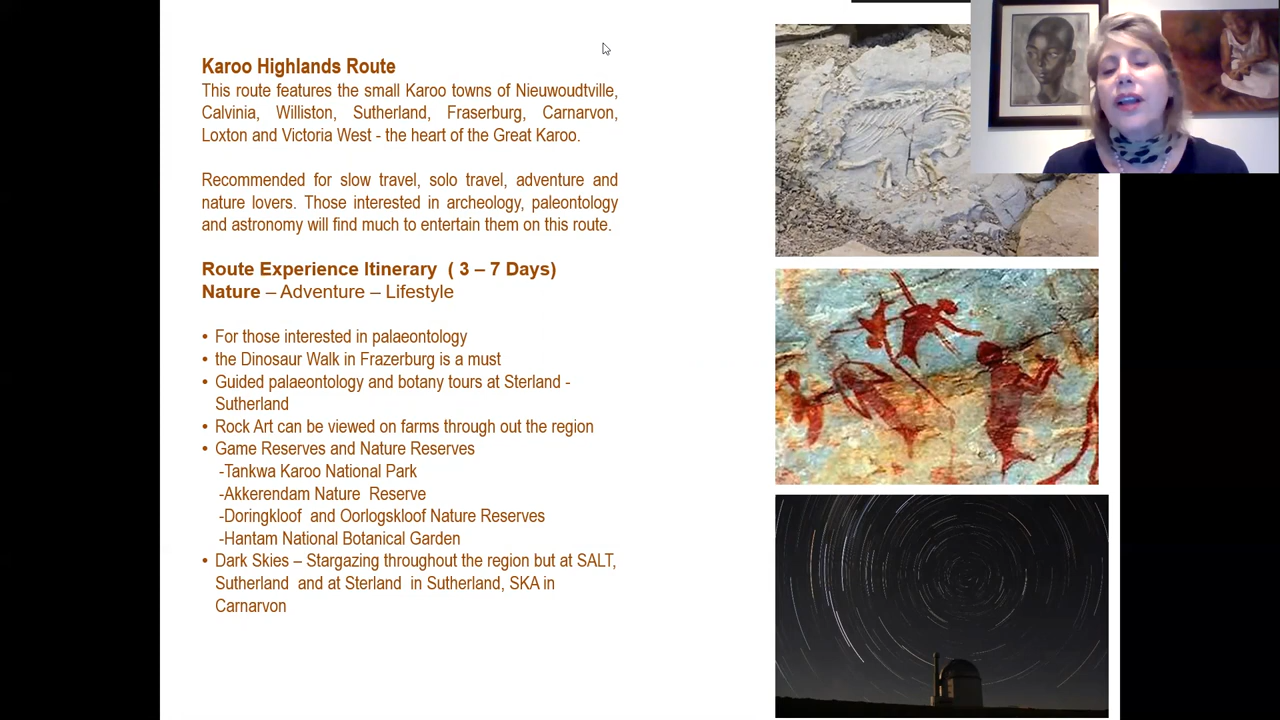 Karoo Highlands Route
This route features the small Karoo towns of Nieuwoudtville,
Calvinia, Williston, Sutherland, Fraserburg, Carnarvon,
Loxton and Victoria West - the heart of the Great Karoo.
Recommended for slow travel, solo travel, adventure and
nature lovers. Those interested in archeology, paleontology
and astronomy will find much to entertain them on this route.
Route Experience Itinerary ( 3 – 7 Days)
Nature – Adventure – Lifestyle
• For those interested in palaeontology
• the Dinosaur Walk in Frazerburg is a must
• Guided palaeontology and botany tours at Sterland -
Sutherland
• Rock Art can be viewed on farms through out the region
• Game Reserves and Nature Reserves
-Tankwa Karoo National Park
-Akkerendam Nature Reserve
-Doringkloof and Oorlogskloof Nature Reserves
-Hantam National Botanical Garden
• Dark Skies – Stargazing throughout the region but at SALT,
Sutherland and at Sterland in Sutherland, SKA in
Carnarvon